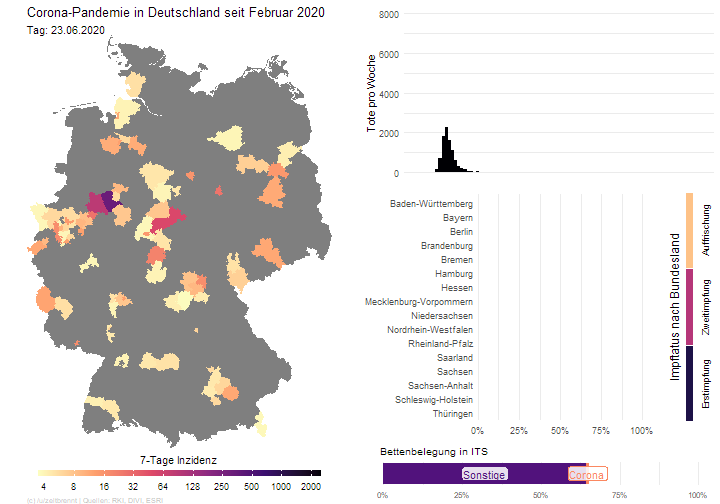 Corona-Pandemie in Deutschland seit Februar 2020
Tag: 23.06.2020
7-Tage Inzidenz
4 8 16 32 64 125 250 500 1000 2000
(c) /u/zeitbrennt | Quellen: RKI, DIVI, ESRI
Tote pro Woche
8000
6000
4000
2000
0
Impfstatus nach Bundesland
Baden-Württemberg
Bayern
Berlin
Brandenburg
Bremen
Hamburg
Hessen
Mecklenburg-Vorpommern
Niedersachsen
Nordrhein-Westfalen
Rheinland-Pfalz
Saarland
Sachsen
Sachsen-Anhalt
Schleswig-Holstein
Thüringen
0% 25% 50% 75% 100%
Auffrischung
Zweitimpfung
Erstimpfung
Bettenbelegung in ITS
Sonstige Corona
0% 25% 50% 75% 100%